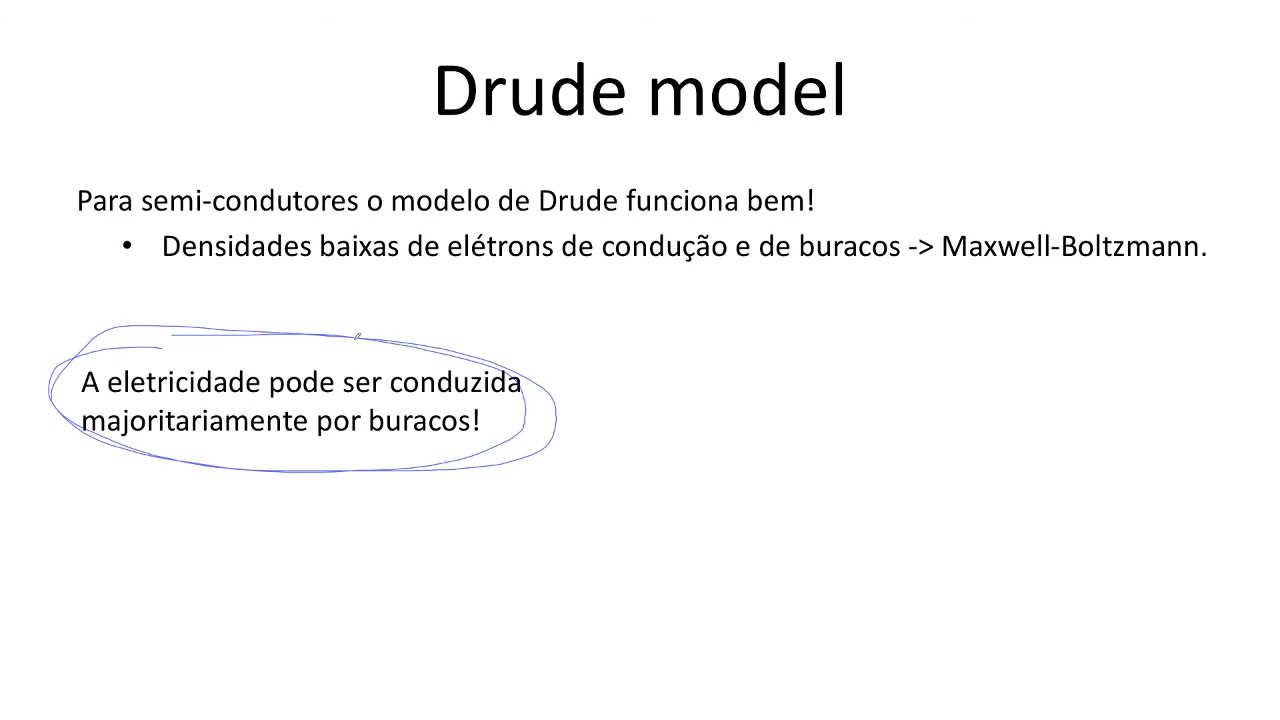 Drude model
Para semi-condutores o modelo de Drude funciona bem!
• Densidades baixas de elétrons de condução e de buracos -> Maxwell-Boltzmann.
A eletricidade pode ser conduzida
majoritariamente por buracos!